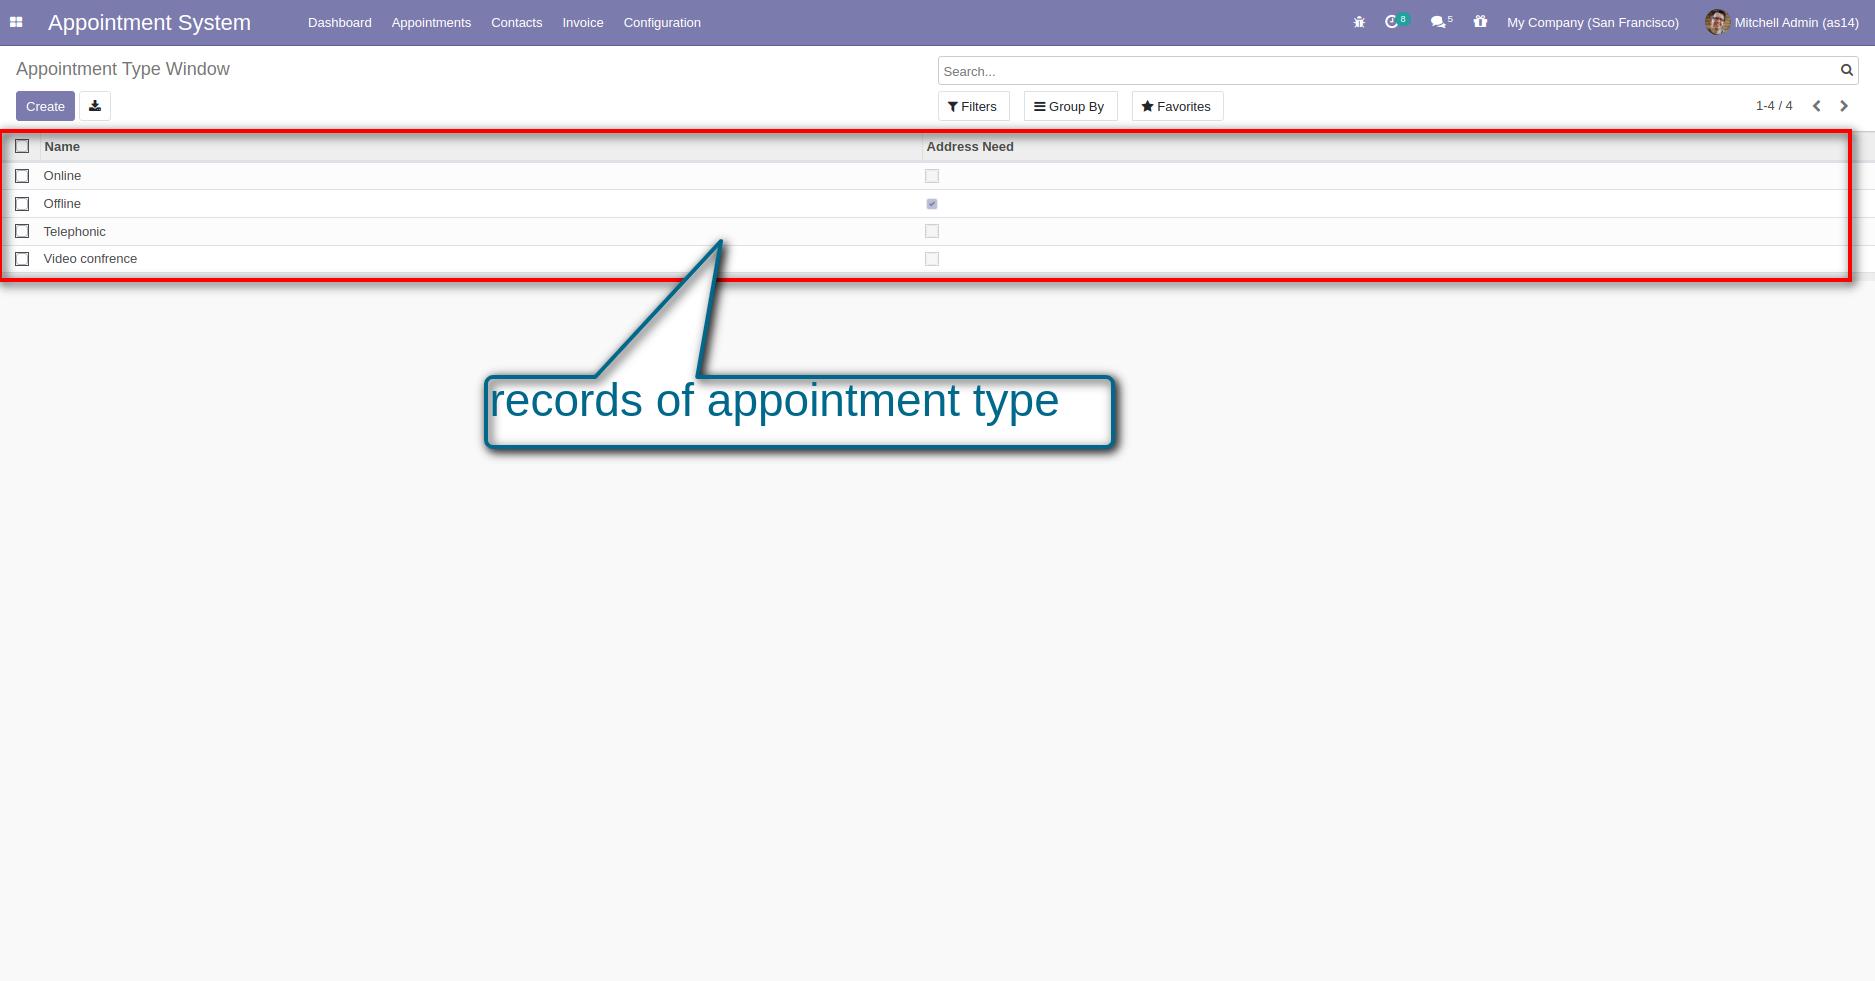 Appointment System Dashboard Appointments Contacts Invoice Configuration 8 5 My Company (San Francisco) Mitchell Admin (as14)
Appointment Type Window
Search...
Create
Filters Group By Favorites 1-4 / 4
Name Address Need
Online
Offline
Telephonic
Video confrence
records of appointment type